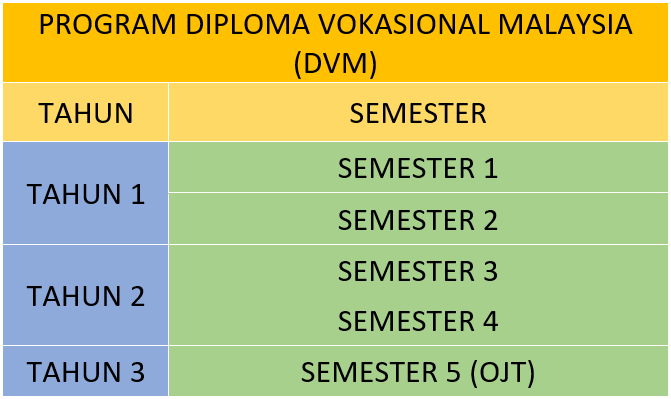 PROGRAM DIPLOMA VOKASIONAL MALAYSIA
(DVM)
TAHUN SEMESTER
TAHUN 1
SEMESTER 1
SEMESTER 2
TAHUN 2
SEMESTER 3
SEMESTER 4
TAHUN 3 SEMESTER 5 (OJT)